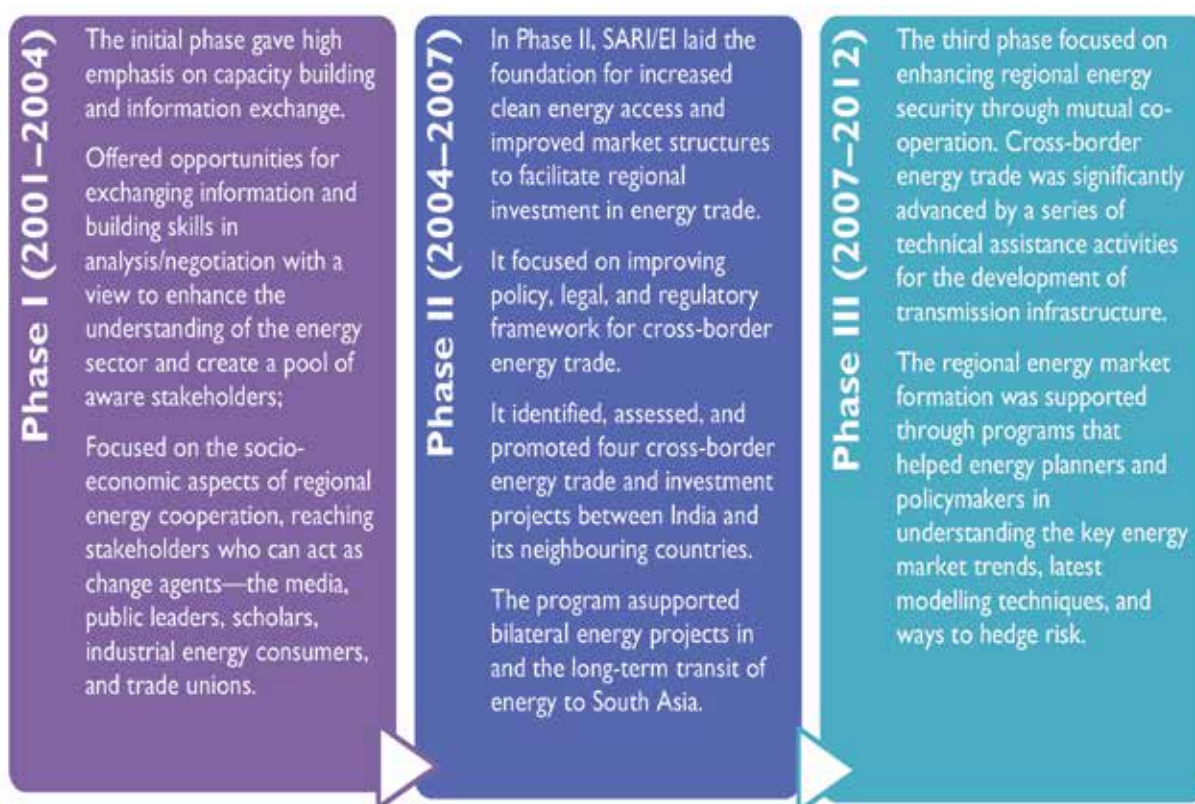 Phase I (2001–2004)
The initial phase gave high
emphasis on capacity building
and information exchange.
Offered opportunities for
exchanging information and
building skills in
analysis/negotiation with a
view to enhance the
understanding of the energy
sector and create a pool of
aware stakeholders;
Focused on the socio-
economic aspects of regional
energy cooperation, reaching
stakeholders who can act as
change agents—the media,
public leaders, scholars,
industrial energy consumers,
and trade unions.
Phase II (2004–2007)
In Phase II, SARI/EI laid the
foundation for increased
clean energy access and
improved market structures
to facilitate regional
investment in energy trade.
It focused on improving
policy, legal, and regulatory
framework for cross-border
energy trade.
It identified, assessed, and
promoted four cross-border
energy trade and investment
projects between India and
its neighbouring countries.
The program asupported
bilateral energy projects in
and the long-term transit of
energy to South Asia.
Phase III (2007–2012)
The third phase focused on
enhancing regional energy
security through mutual co-
operation. Cross-border
energy trade was significantly
advanced by a series of
technical assistance activities
for the development of
transmission infrastructure.
The regional energy market
formation was supported
through programs that
helped energy planners and
policymakers in
understanding the key energy
market trends, latest
modelling techniques, and
ways to hedge risk.